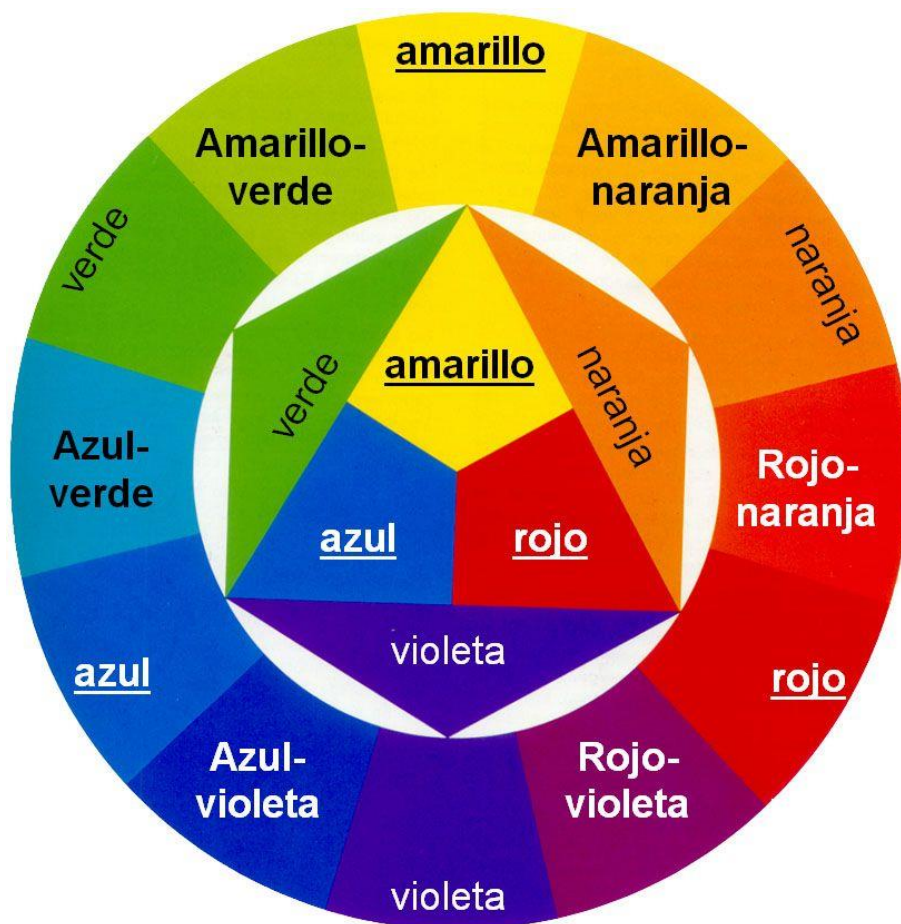 amarillo
Amarillo-
verde
Amarillo-
naranja
verde
naranja
amarillo
verde
naranja
Azul-
verde
Rojo-
naranja
azul
rojo
violeta
azul
rojo
Azul-
violeta
Rojo-
violeta
violeta